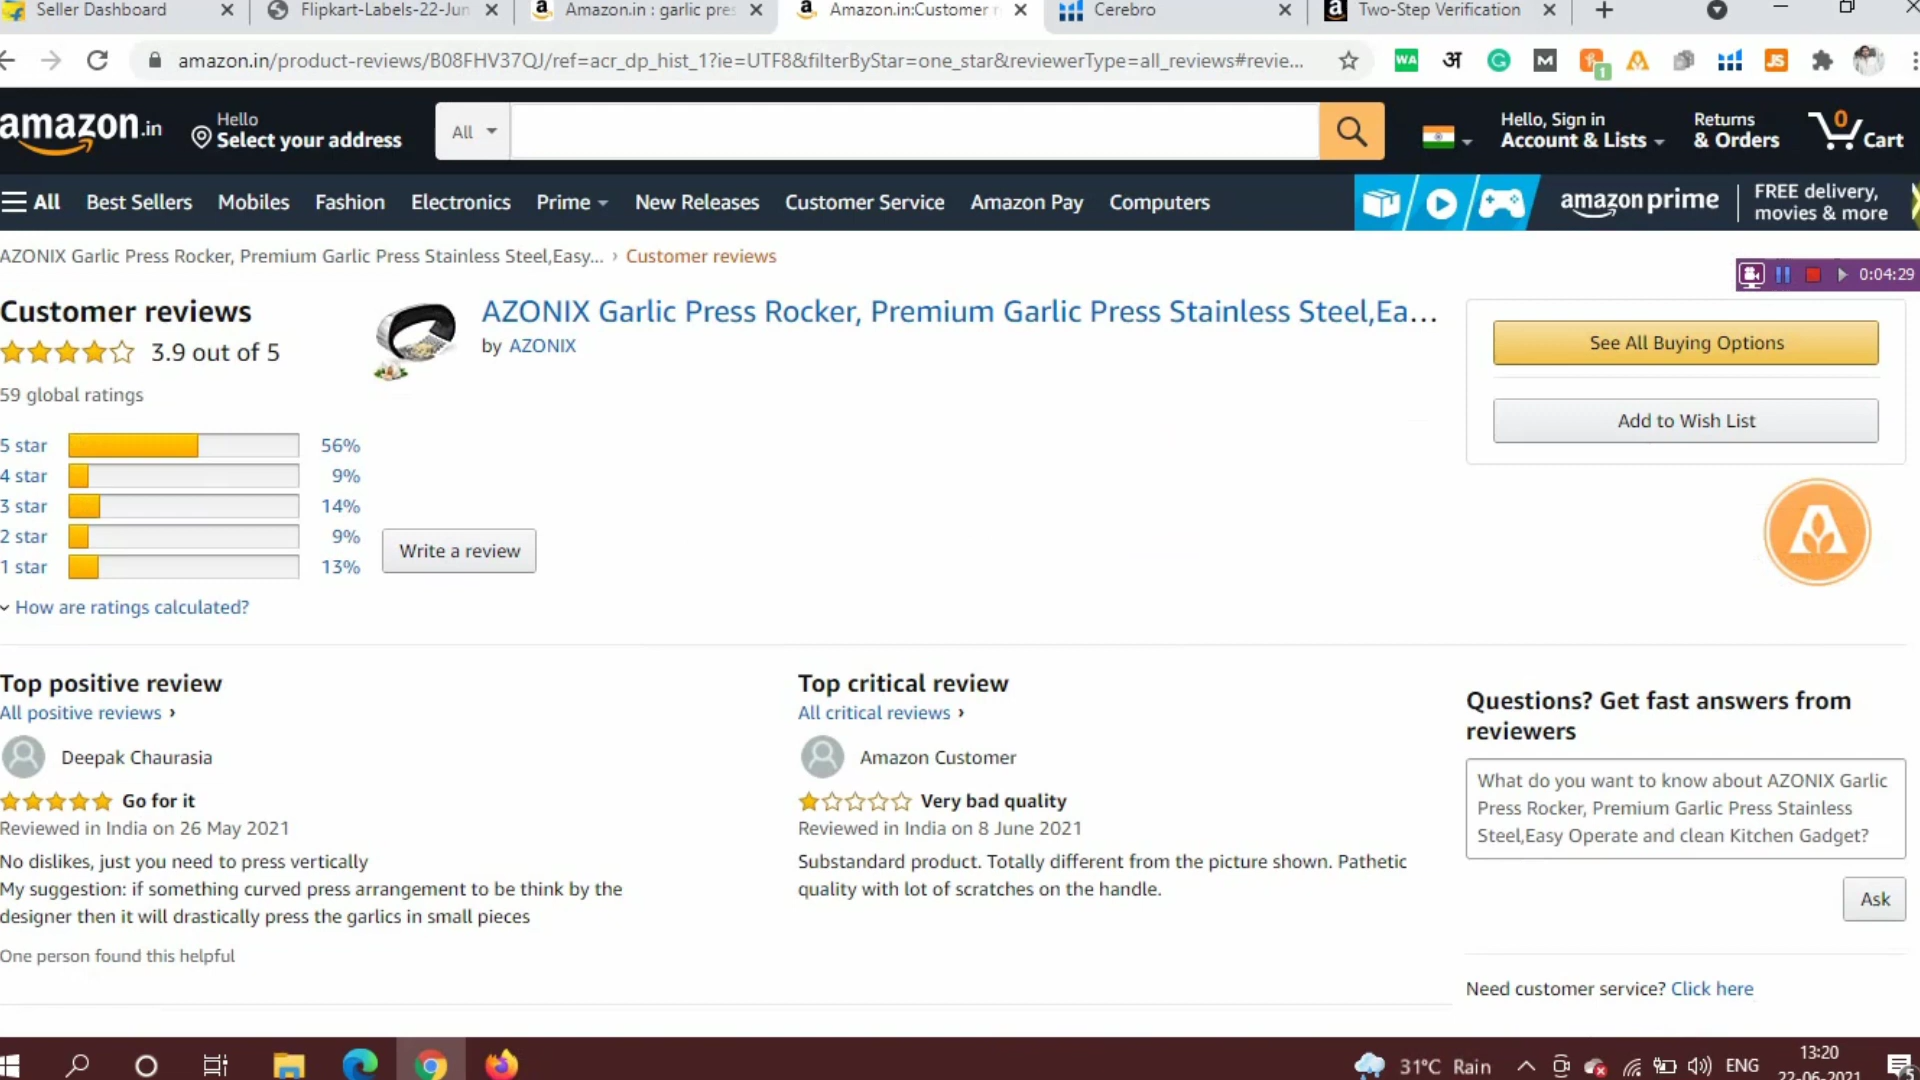 Seller Dashboard
Flipkart-Labels-22-Jun
Amazon.in : garlic pre
Amazon.in:Customer r
Cerebro
Two-Step Verification
amazon.in/product-reviews/B08FHV37QJ/ref=acr_dp_hist_1?ie=UTF8&filterByStar=one_star&reviewerType=all_reviews#revie...
WA
अ
G
M
1
JS
amazon.in
Hello
Select your address
All
Hello, Sign in
Account & Lists
Returns
& Orders
0
Cart
All
Best Sellers
Mobiles
Fashion
Electronics
Prime
New Releases
Customer Service
Amazon Pay
Computers
amazon prime
FREE delivery,
movies & more
AZONIX Garlic Press Rocker, Premium Garlic Press Stainless Steel,Easy... › Customer reviews
0:04:29
Customer reviews
3.9 out of 5
59 global ratings
5 star 56%
4 star 9%
3 star 14%
2 star 9%
1 star 13%
How are ratings calculated?
AZONIX Garlic Press Rocker, Premium Garlic Press Stainless Steel,Ea...
by AZONIX
Write a review
See All Buying Options
Add to Wish List
A
Top positive review
All positive reviews ›
Deepak Chaurasia
Go for it
Reviewed in India on 26 May 2021
No dislikes, just you need to press vertically
My suggestion: if something curved press arrangement to be think by the
designer then it will drastically press the garlics in small pieces
One person found this helpful
Top critical review
All critical reviews ›
Amazon Customer
Very bad quality
Reviewed in India on 8 June 2021
Substandard product. Totally different from the picture shown. Pathetic
quality with lot of scratches on the handle.
Questions? Get fast answers from
reviewers
What do you want to know about AZONIX Garlic
Press Rocker, Premium Garlic Press Stainless
Steel,Easy Operate and clean Kitchen Gadget?
Ask
Need customer service? Click here
31°C Rain
ENG
13:20
22-06-2021
5